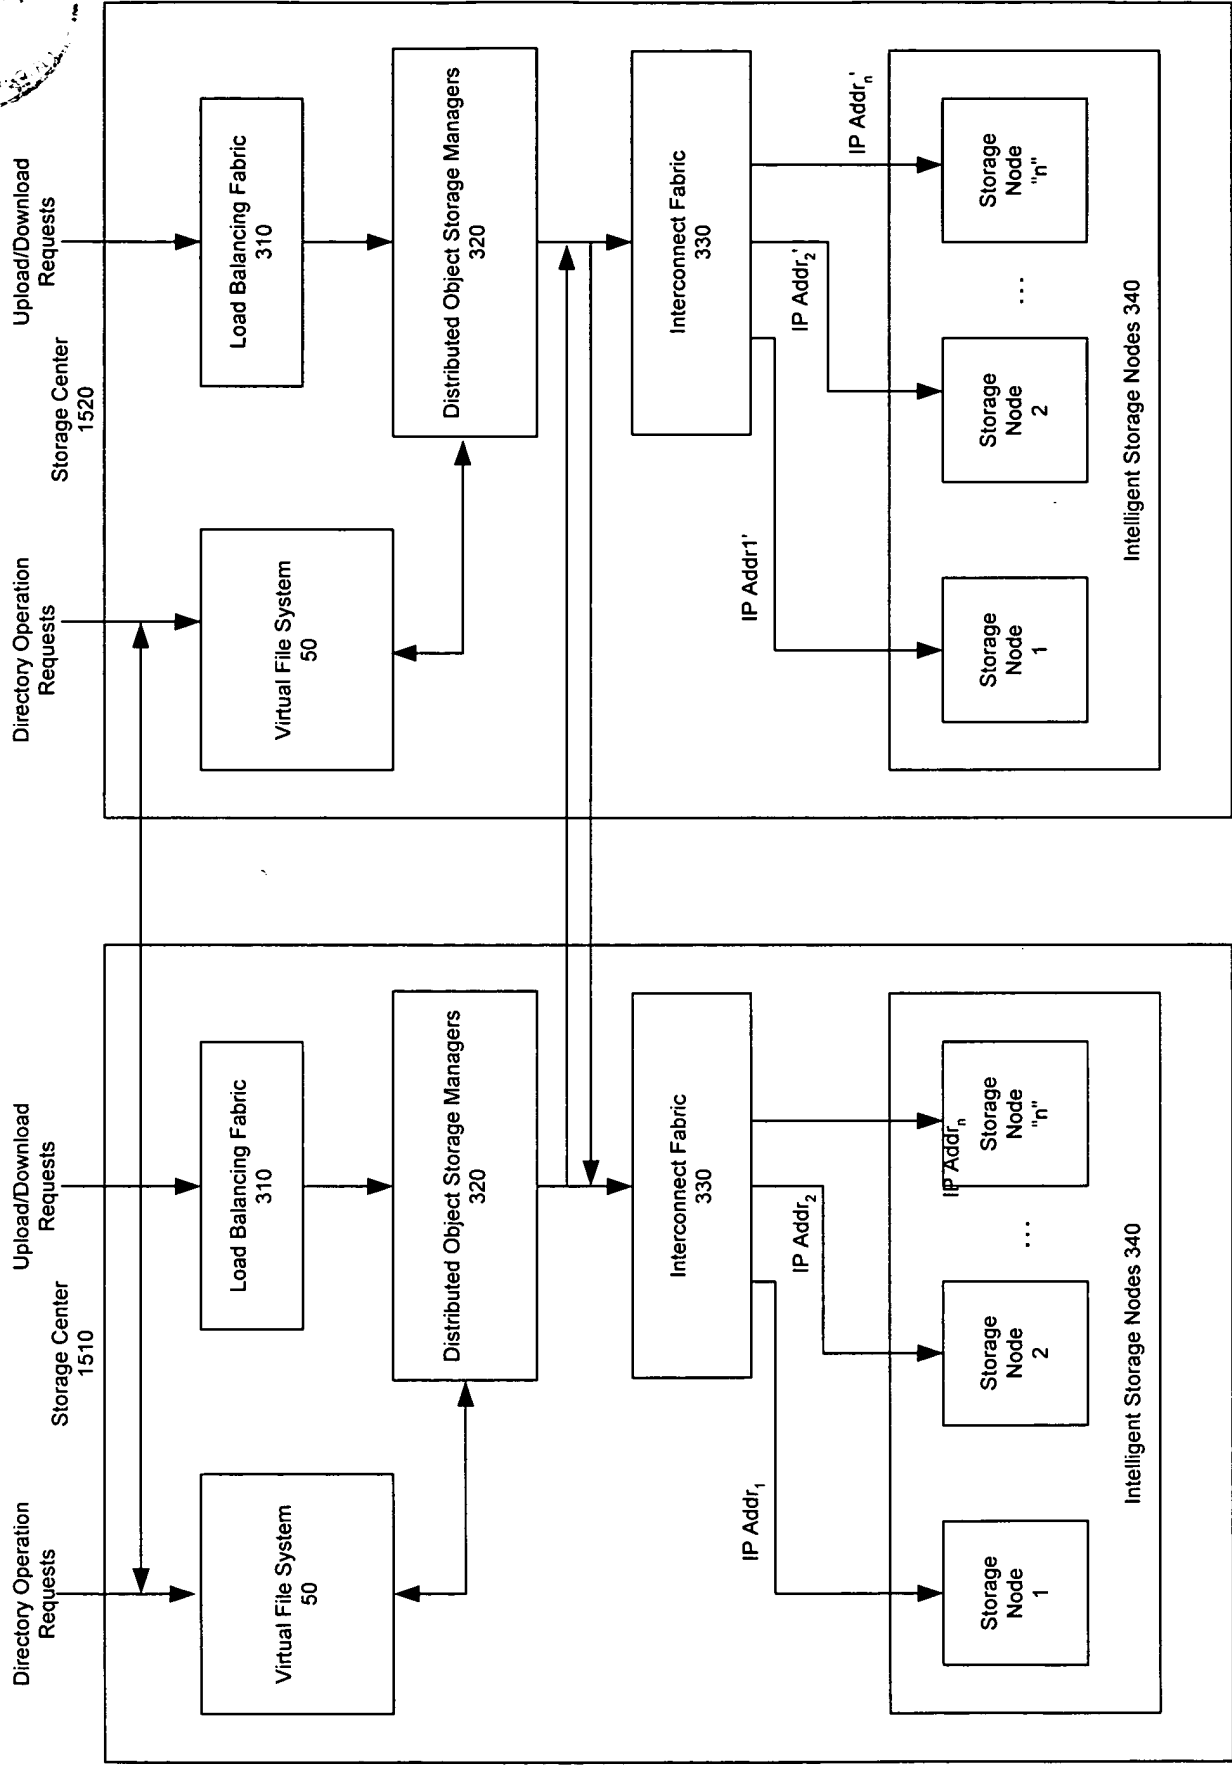 Directory Operation
Requests
Storage Center
1510
Upload/Download
Requests
Virtual File System
50
Load Balancing Fabric
310
Distributed Object Storage Managers
320
Interconnect Fabric
330
IP Addr1
IP Addr2
IP Addrn
Storage
Node
1
Storage
Node
2
...
Storage
Node
"n"
Intelligent Storage Nodes 340
Directory Operation
Requests
Storage Center
1520
Upload/Download
Requests
Virtual File System
50
Load Balancing Fabric
310
Distributed Object Storage Managers
320
Interconnect Fabric
330
IP Addr1'
IP Addr2'
IP Addrn'
Storage
Node
1
Storage
Node
2
...
Storage
Node
"n"
Intelligent Storage Nodes 340